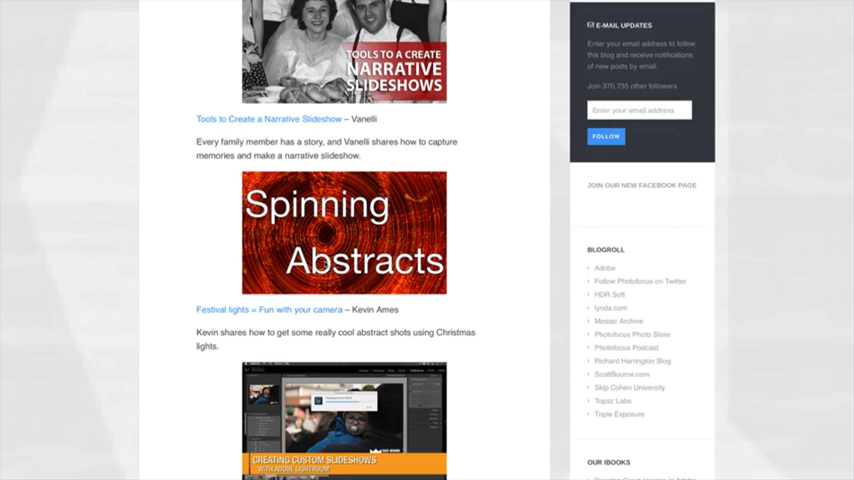 TOOLS TO A CREATE
NARRATIVE
SLIDESHOWS
Tools to Create a Narrative Slideshow – Vanelli
Every family member has a story, and Vanelli shares how to capture
memories and make a narrative slideshow.
Spinning
Abstracts
Festival lights = Fun with your camera – Kevin Ames
Kevin shares how to get some really cool abstract shots using Christmas
lights.
CREATING CUSTOM SLIDESHOWS
WITH ADOBE LIGHTROOM
E-MAIL UPDATES
Enter your email address to follow
this blog and receive notifications
of new posts by email.
Join 370,735 other followers
Enter your email address
FOLLOW
JOIN OUR NEW FACEBOOK PAGE
BLOGROLL
Adobe
Follow Photofocus on Twitter
HDR Soft
lynda.com
Mosaic Archive
Photofocus Photo Store
Photofocus Podcast
Richard Harrington Blog
ScottBourne.com
Skip Cohen University
Topaz Labs
Triple Exposure
OUR IBOOKS